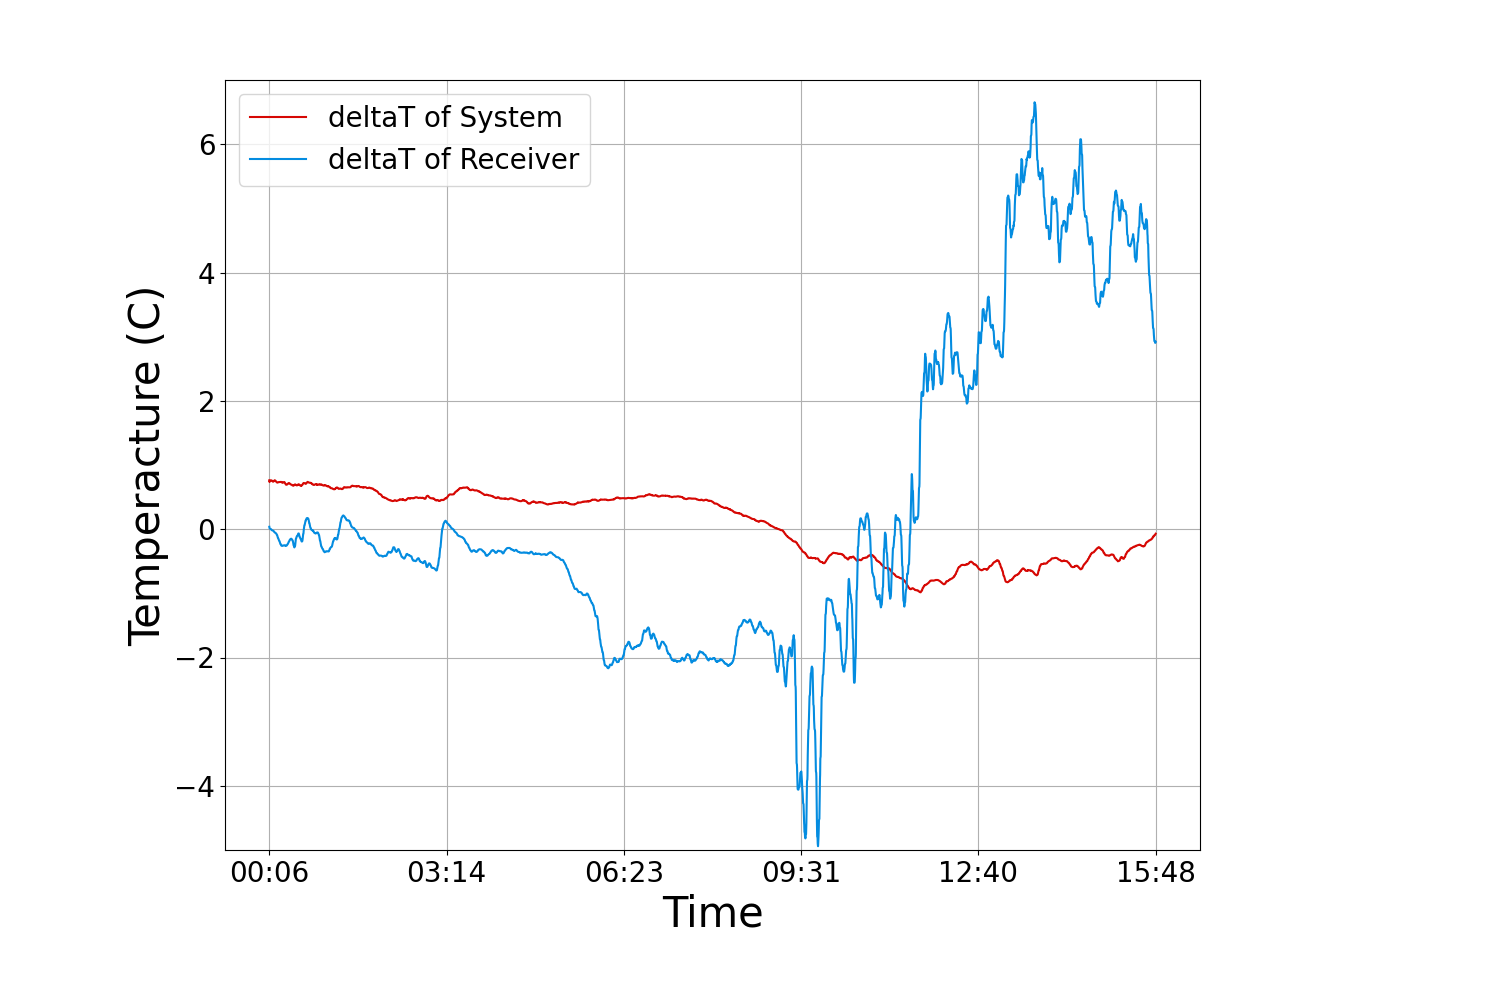 deltaT of System
deltaT of Receiver
6
4
2
0
−2
−4
Temperacture (C)
00:06 03:14 06:23 09:31 12:40 15:48
Time